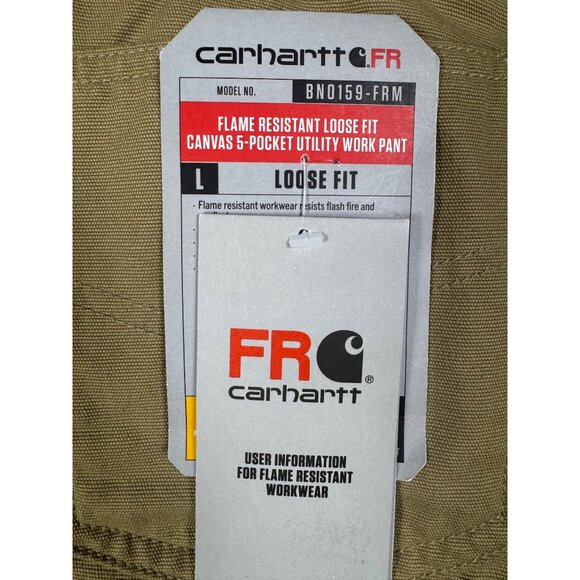 carhartt FR
MODEL NO. BN0159-FRM
FLAME RESISTANT LOOSE FIT
CANVAS 5-POCKET UTILITY WORK PANT
L LOOSE FIT
· Flame resistant workwear resists flash fire and
FR
carhartt®
USER INFORMATION
FOR FLAME RESISTANT
WORKWEAR